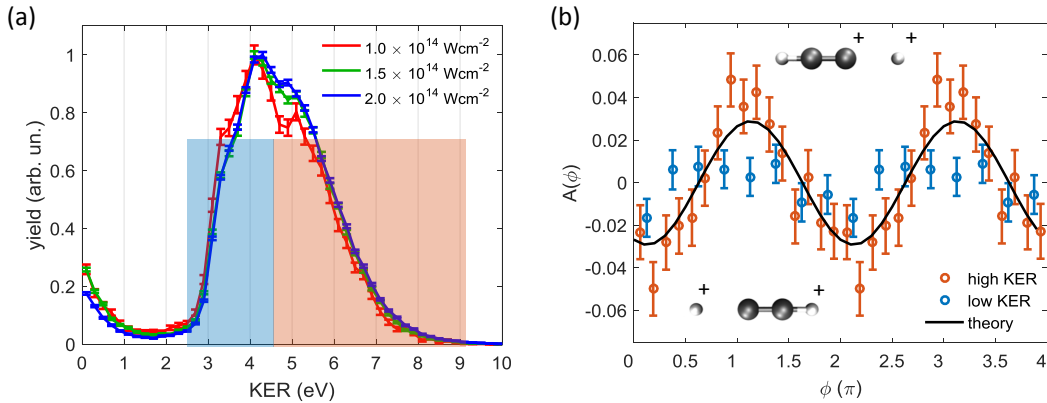 (a)
yield (arb. un.)
1
0.8
0.6
0.4
0.2
0
0 1 2 3 4 5 6 7 8 9 10
KER (eV)
1.0 × 10^14 Wcm^-2
1.5 × 10^14 Wcm^-2
2.0 × 10^14 Wcm^-2
(b)
A(ϕ)
0.06
0.04
0.02
0
-0.02
-0.04
-0.06
0 0.5 1 1.5 2 2.5 3 3.5 4
ϕ (π)
+ +
+ +
high KER
low KER
theory